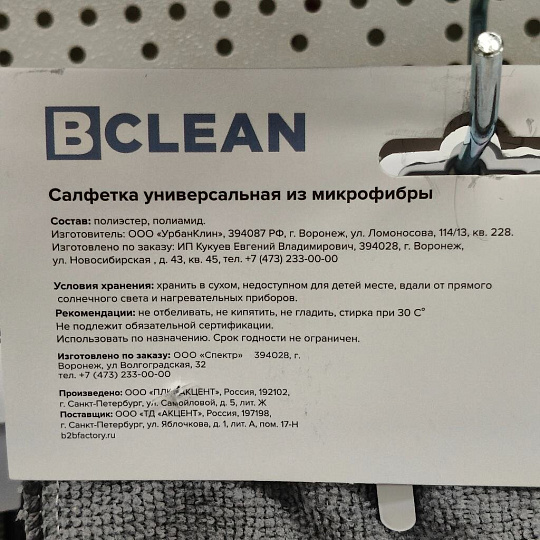 BCLEAN
Салфетка универсальная из микрофибры
Состав: полиэстер, полиамид.
Изготовитель: ООО «УрбанКлин», 394087 РФ, г. Воронеж, ул. Ломоносова, 114/13, кв. 228.
Изготовлено по заказу: ИП Кукуев Евгений Владимирович, 394028, г. Воронеж,
ул. Новосибирская , д. 43, кв. 45, тел. +7 (473) 233-00-00
Условия хранения: хранить в сухом, недоступном для детей месте, вдали от прямого
солнечного света и нагревательных приборов.
Рекомендации: не отбеливать, не кипятить, не гладить, стирка при 30 С°
Не подлежит обязательной сертификации.
Использовать по назначению. Срок годности не ограничен.
Изготовлено по заказу: ООО «Спектр» 394028, г.
Воронеж, ул Волгоградская, 32
тел. +7 (473) 233-00-00
Произведено: ООО АКЦЕНТ», Россия, 192102,
г. Санкт-Петербург, ул. Самойловой, д. 5, лит. Ж
Поставщик: ООО «ТД «АКЦЕНТ», Россия, 197198,
г. Санкт-Петербург, ул. Яблочкова, д. 1, лит. А, пом. 17-Н
b2bfactory.ru